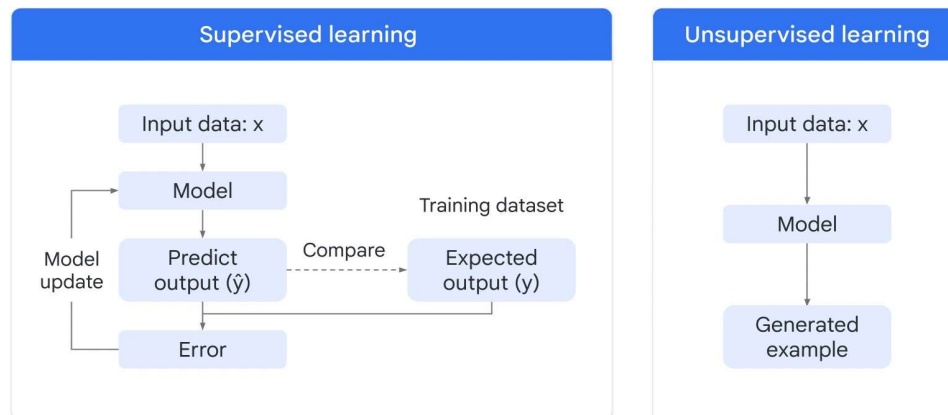 Supervised learning
Input data: x
Model
Training dataset
Model
update
Predict
output (ŷ)
Compare
Expected
output (y)
Error
Unsupervised learning
Input data: x
Model
Generated
example